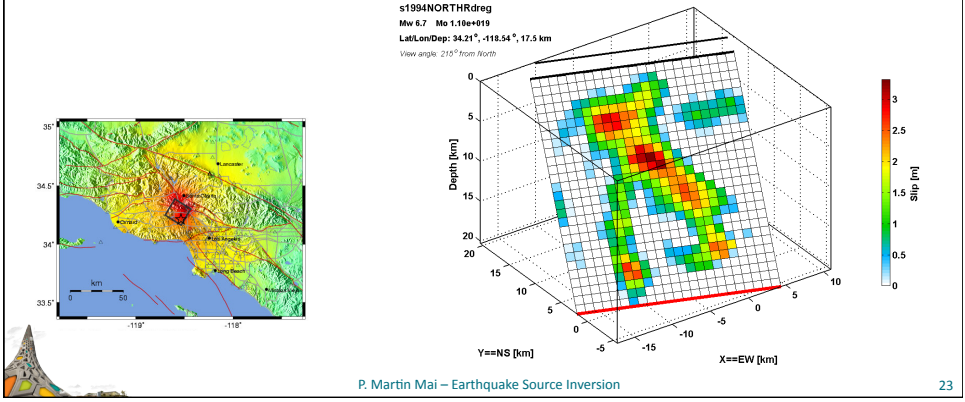 s1994NORTHRdreg
Mw 6.7 Mo 1.10e+019
Lat/Lon/Dep: 34.21°, -118.54°, 17.5 km
View angle: 215° from North
0
5
10
15
20
Depth [km]
20
15
10
5
0
-5
Y==NS [km]
-15
-10
-5
0
5
10
X==EW [km]
3
2.5
2
1.5
1
0.5
0
Slip [m]
35°
34.5°
34°
33.5°
-119°
-118°
Lancaster
Oxnard
Los Angeles
Long Beach
km
0 50
P. Martin Mai – Earthquake Source Inversion
23